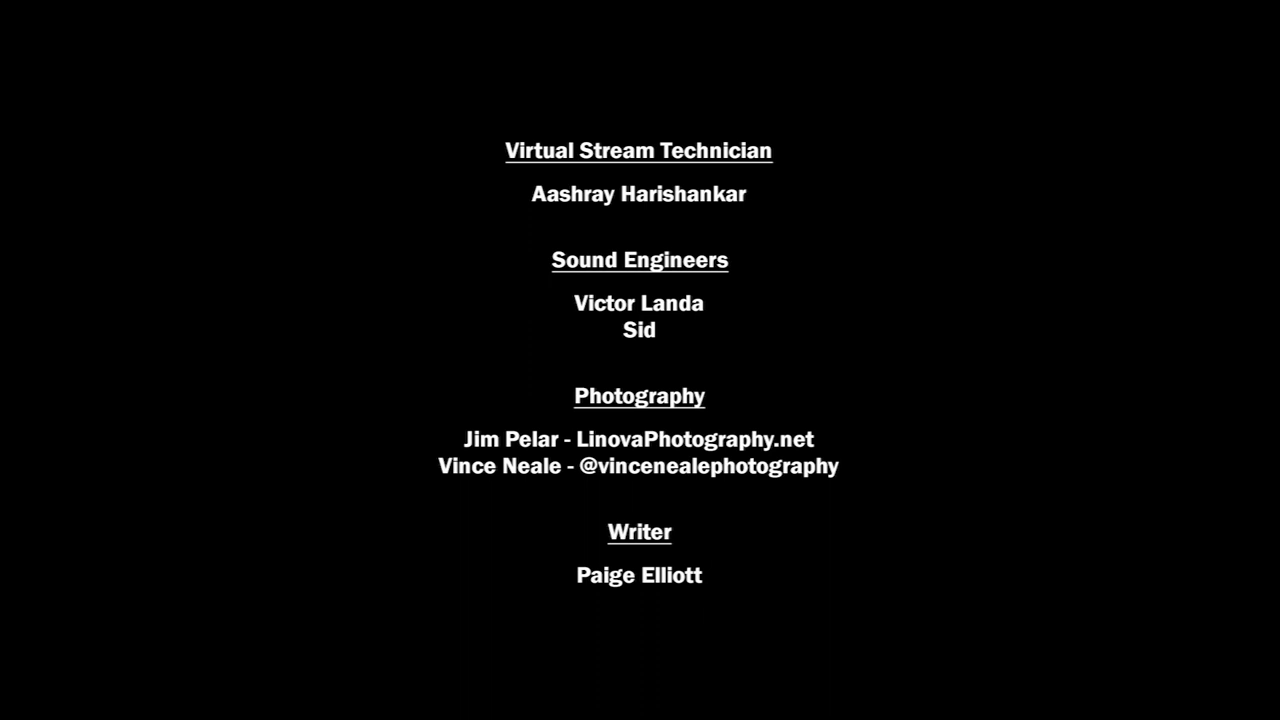 Virtual Stream Technician
Aashray Harishankar
Sound Engineers
Victor Landa
Sid
Photography
Jim Pelar - LinovaPhotography.net
Vince Neale - @vincenealephotography
Writer
Paige Elliott